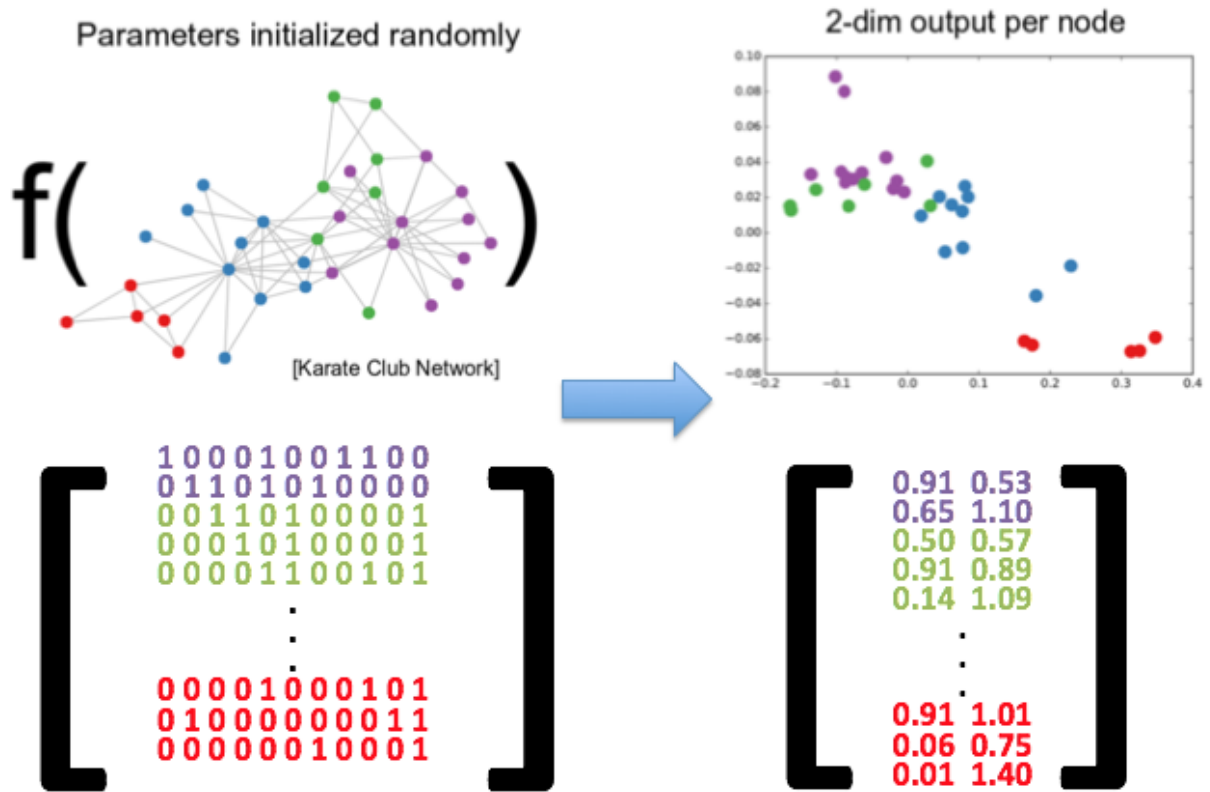 Parameters initialized randomly
f( )
[Karate Club Network]
2-dim output per node
0.10
0.08
0.06
0.04
0.02
0.00
−0.02
−0.04
−0.06
−0.08
−0.2 −0.1 0.0 0.1 0.2 0.3 0.4
1 0 0 0 1 0 0 1 1 0 0
0 1 1 0 1 0 1 0 0 0 0
0 0 1 1 0 1 0 0 0 0 1
0 0 0 1 0 1 0 0 0 0 1
0 0 0 0 1 1 0 0 1 0 1
.
.
.
0 0 0 0 1 0 0 0 1 0 1
0 1 0 0 0 0 0 0 0 1 1
0 0 0 0 0 0 1 0 0 0 1
0.91 0.53
0.65 1.10
0.50 0.57
0.91 0.89
0.14 1.09
.
.
.
0.91 1.01
0.06 0.75
0.01 1.40